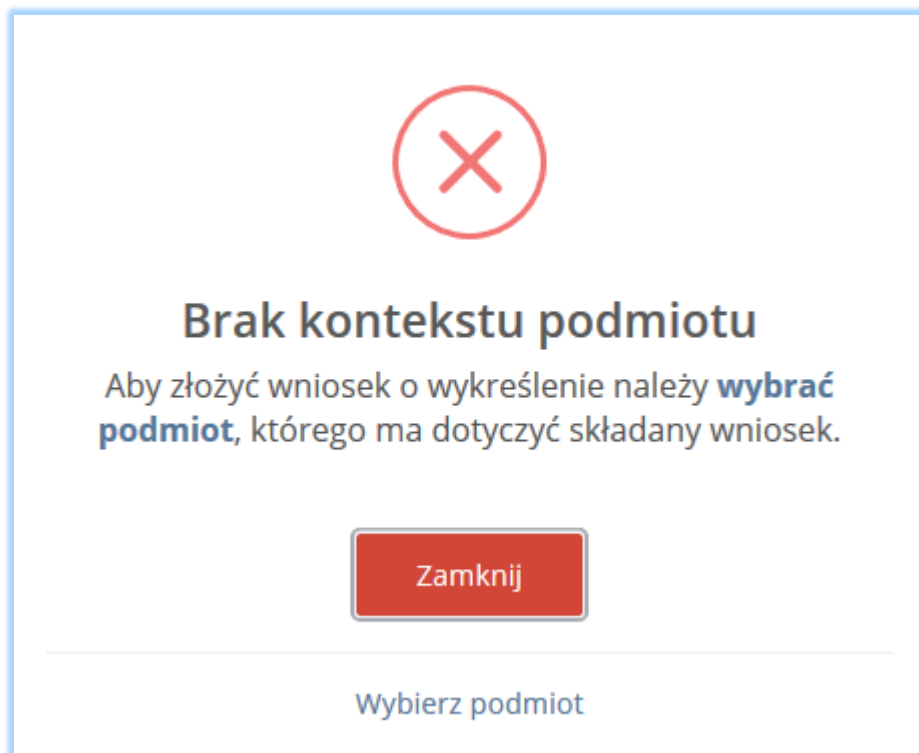 Brak kontekstu podmiotu
Aby złożyć wniosek o wykreślenie należy wybrać
podmiot, którego ma dotyczyć składany wniosek.
Zamknij
Wybierz podmiot